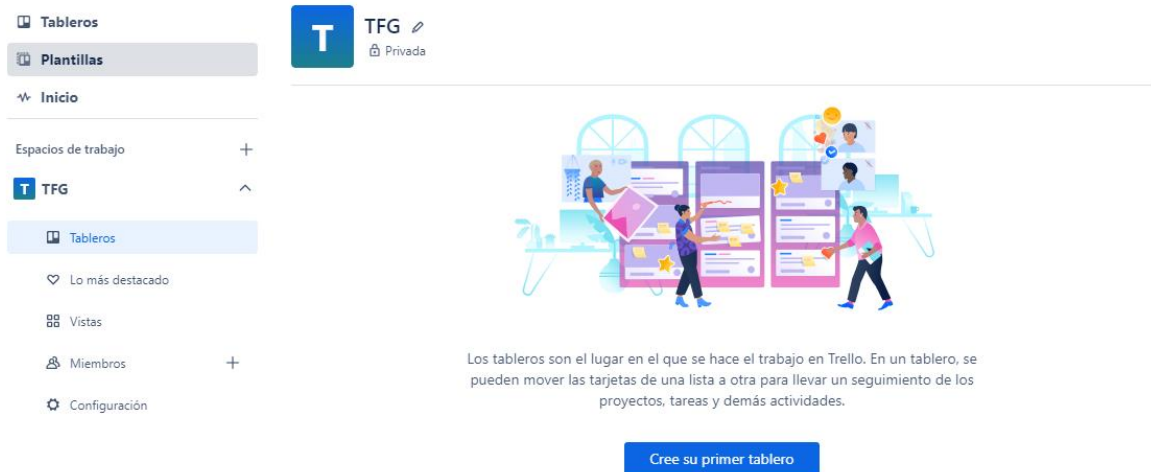 Tableros
Plantillas
Inicio
Espacios de trabajo
T TFG
Tableros
Lo más destacado
Vistas
Miembros
Configuración
T
TFG
Privada
Los tableros son el lugar en el que se hace el trabajo en Trello. En un tablero, se
pueden mover las tarjetas de una lista a otra para llevar un seguimiento de los
proyectos, tareas y demás actividades.
Cree su primer tablero